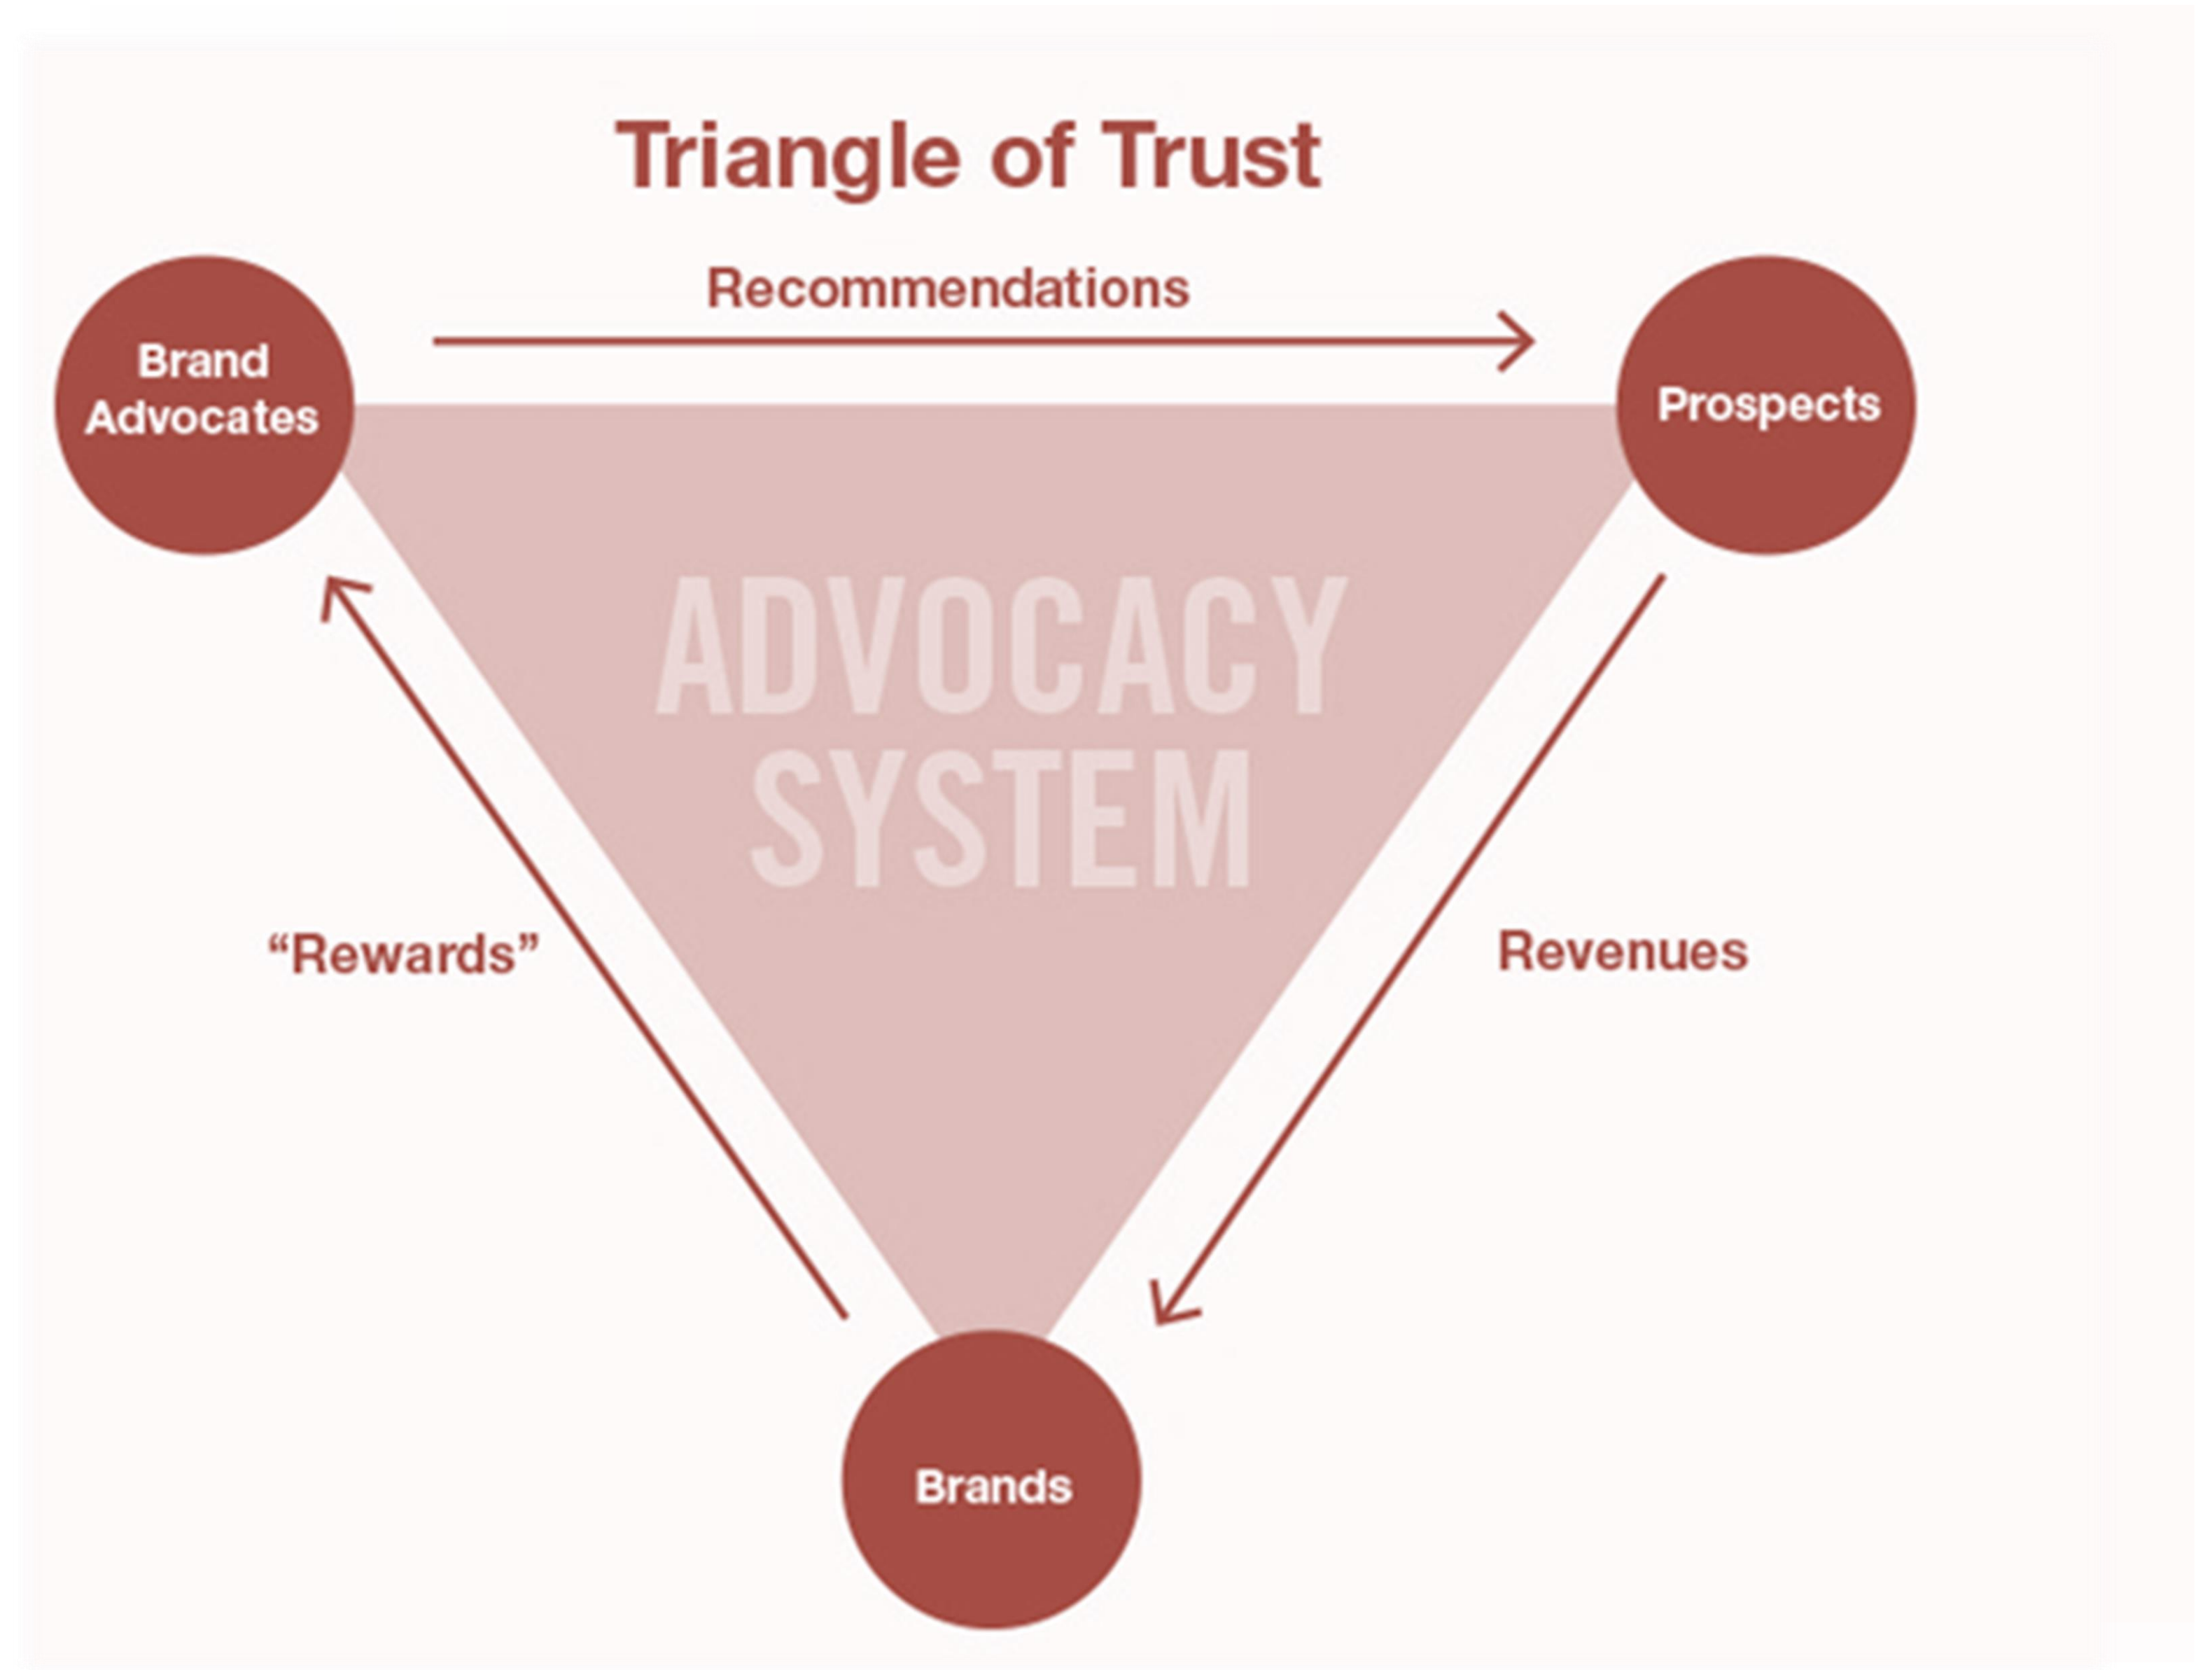 Triangle of Trust
Recommendations
Brand
Advocates
Prospects
ADVOCACY
SYSTEM
“Rewards”
Revenues
Brands